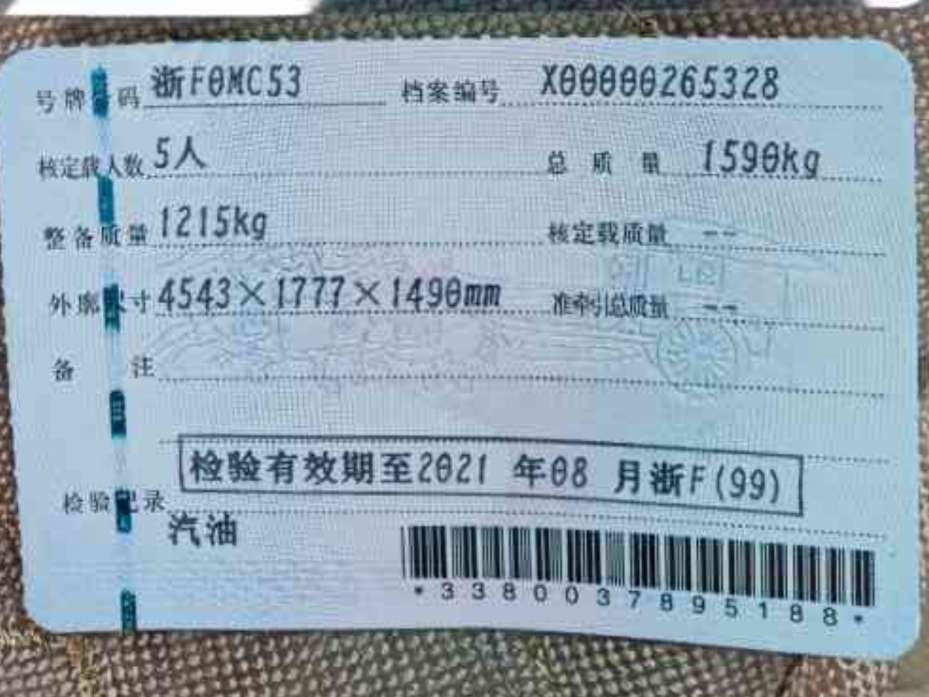 号牌号码 浙F0MC53 档案编号 X00000265328
核定载人数 5人 总质量 1590kg
整备质量 1215kg 核定载质量 --
外廓尺寸 4543×1777×1490mm 准牵引总质量 --
备注
检验有效期至2021 年08 月浙F(99)
检验记录
汽油
*3380037895188*